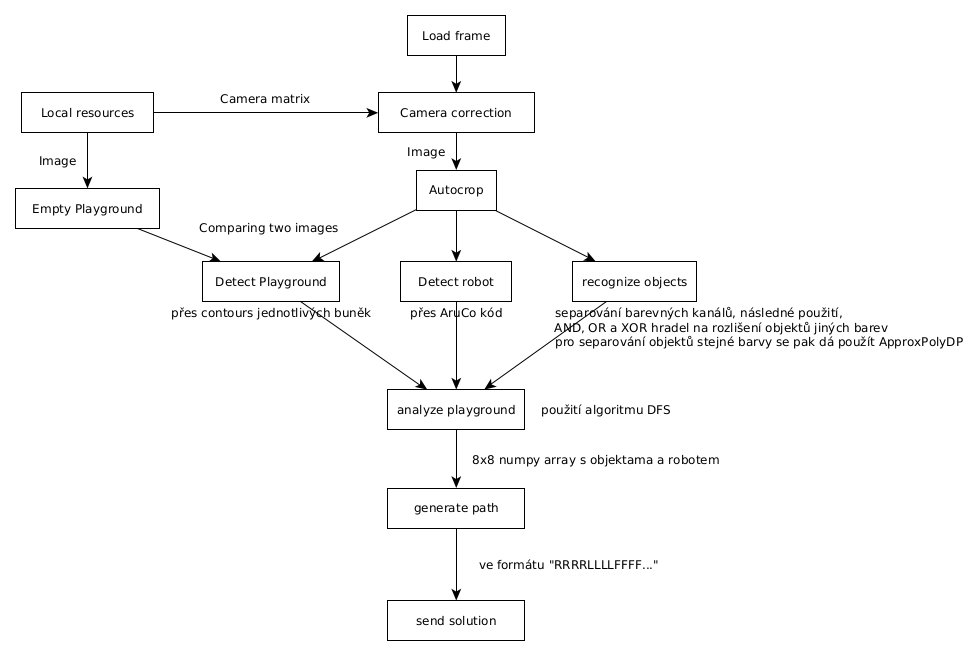 Load frame
Local resources
Camera matrix
Camera correction
Image
Image
Autocrop
Empty Playground
Comparing two images
Detect Playground
Detect robot
recognize objects
přes contours jednotlivých buněk
přes AruCo kód
separování barevných kanálů, následné použití,
AND, OR a XOR hradel na rozlišení objektů jiných barev
pro separování objektů stejné barvy se pak dá použít ApproxPolyDP
analyze playground
použití algoritmu DFS
8x8 numpy array s objektama a robotem
generate path
ve formátu "RRRRLLLLFFFF..."
send solution